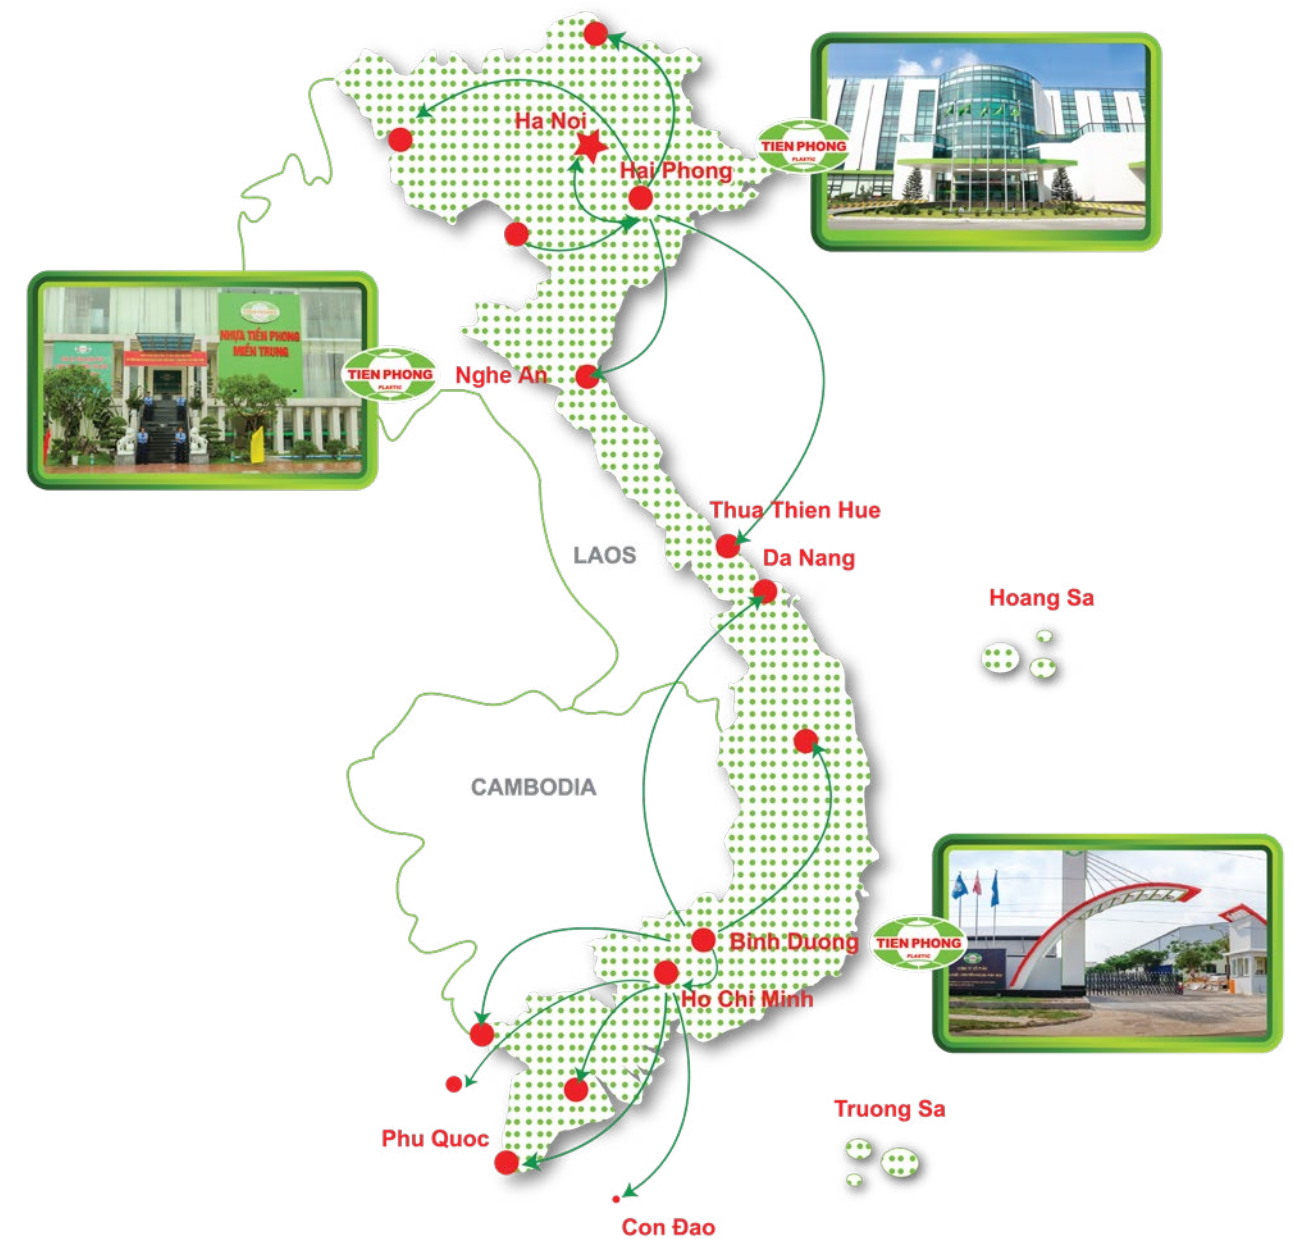 Ha Noi
Hai Phong
TIEN PHONG
PLASTIC
NHỰA TIỀN PHONG
MIỀN TRUNG
TIEN PHONG
PLASTIC
Nghe An
Thua Thien Hue
LAOS
Da Nang
Hoang Sa
CAMBODIA
Binh Duong
TIEN PHONG
PLASTIC
Ho Chi Minh
Truong Sa
Phu Quoc
Con Đao